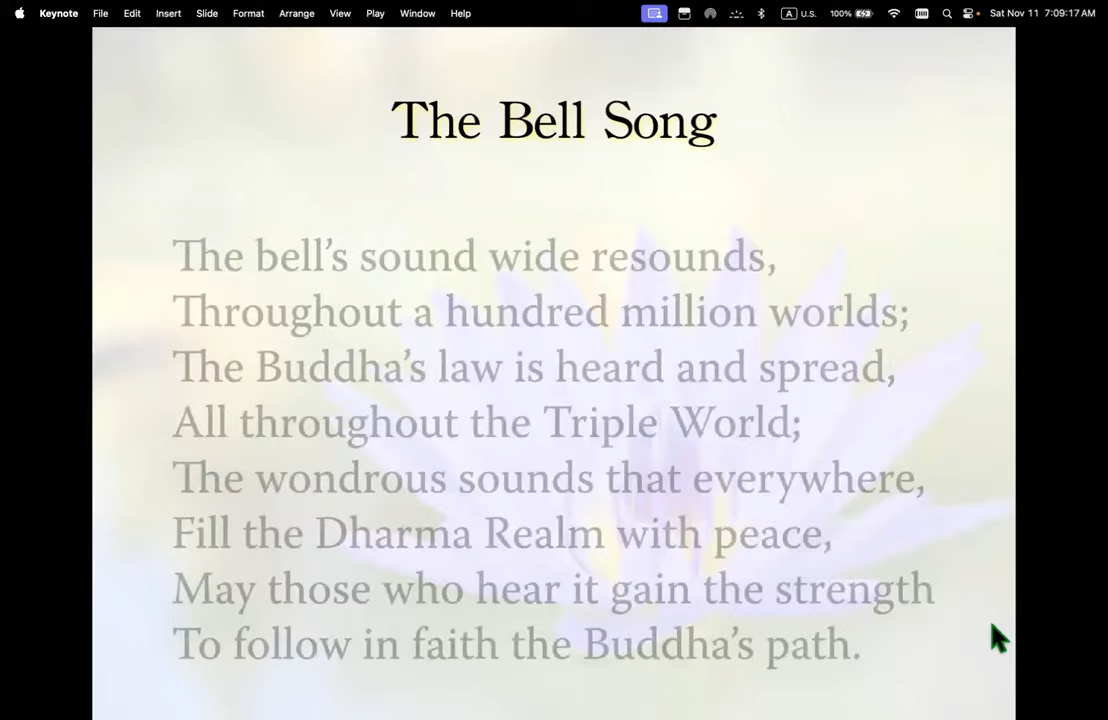 Keynote File Edit Insert Slide Format Arrange View Play Window Help A U.S. 100% Sat Nov 11 7:09:17 AM
The Bell Song
The bell’s sound wide resounds,
Throughout a hundred million worlds;
The Buddha’s law is heard and spread,
All throughout the Triple World;
The wondrous sounds that everywhere,
Fill the Dharma Realm with peace,
May those who hear it gain the strength
To follow in faith the Buddha’s path.